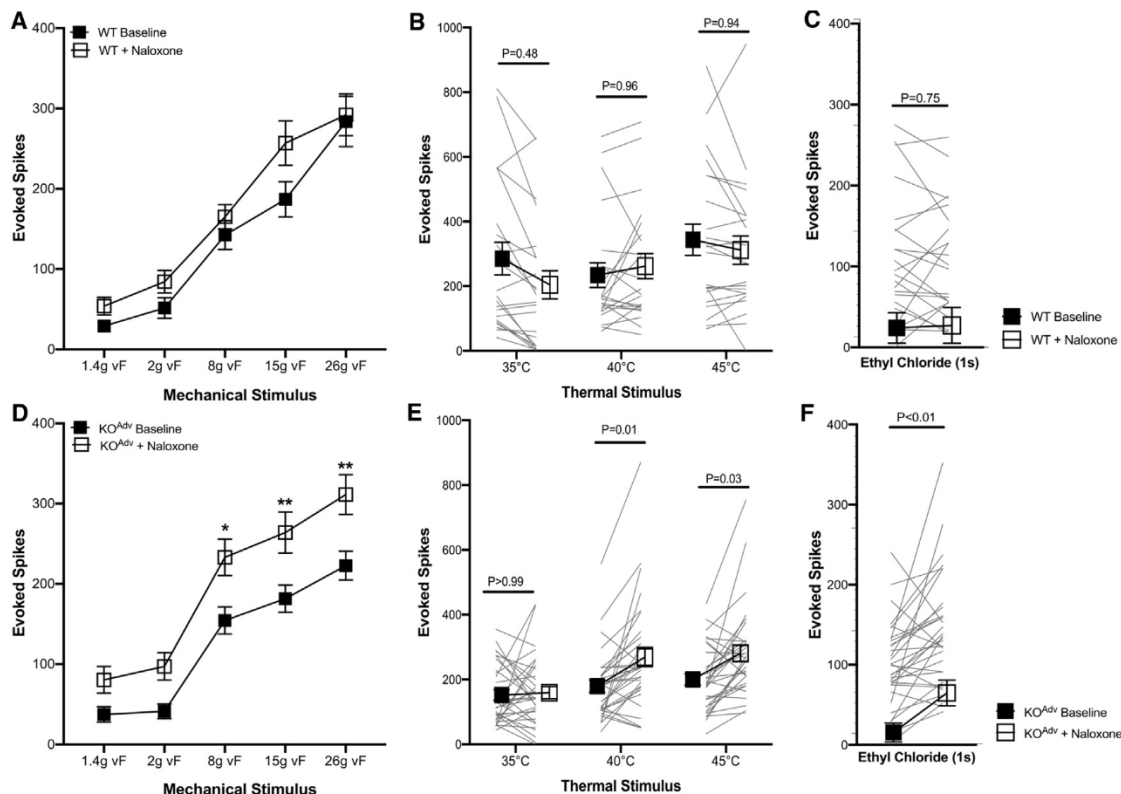 A
WT Baseline
WT + Naloxone
Evoked Spikes
400
300
200
100
0
1.4g vF
2g vF
8g vF
15g vF
26g vF
Mechanical Stimulus
B
P=0.48
P=0.96
P=0.94
Evoked Spikes
1000
800
600
400
200
0
35°C
40°C
45°C
Thermal Stimulus
C
P=0.75
Evoked Spikes
400
300
200
100
0
Ethyl Chloride (1s)
WT Baseline
WT + Naloxone
D
KO^Adv Baseline
KO^Adv + Naloxone
* ** **
Evoked Spikes
400
300
200
100
0
1.4g vF
2g vF
8g vF
15g vF
26g vF
Mechanical Stimulus
E
P>0.99
P=0.01
P=0.03
Evoked Spikes
1000
800
600
400
200
0
35°C
40°C
45°C
Thermal Stimulus
F
P<0.01
Evoked Spikes
400
300
200
100
0
Ethyl Chloride (1s)
KO^Adv Baseline
KO^Adv + Naloxone